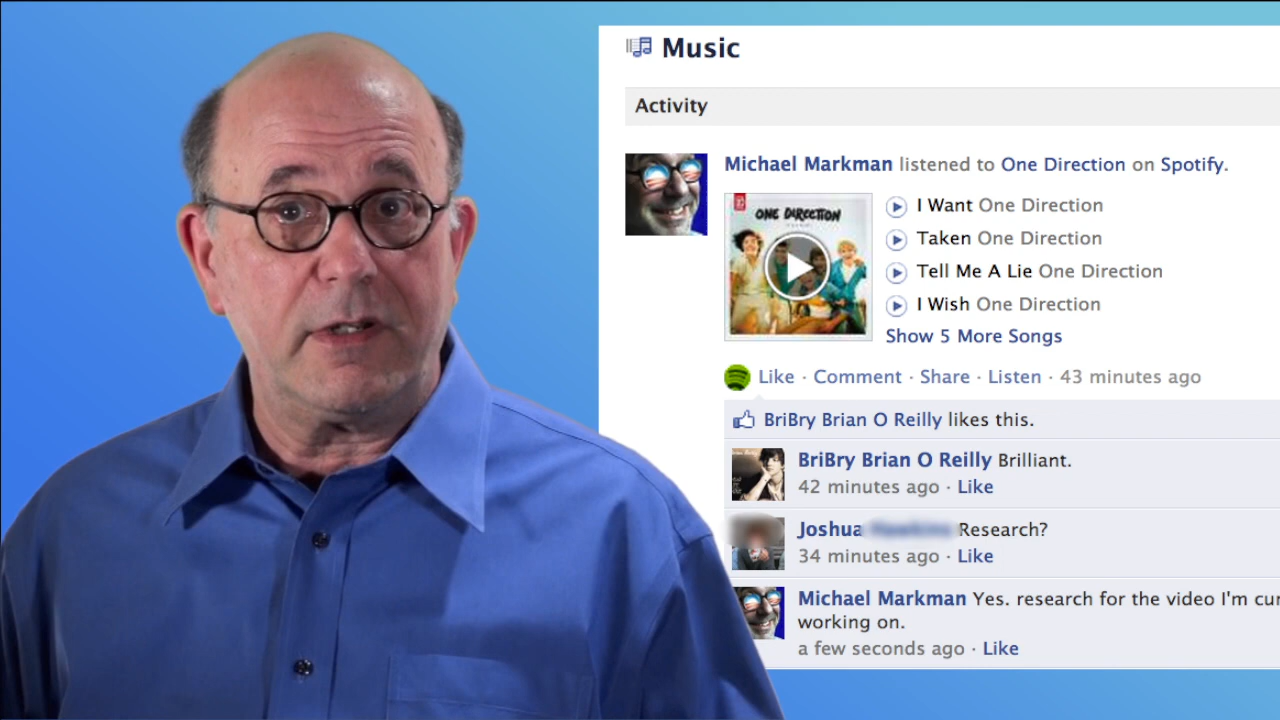 Music
Activity
Michael Markman listened to One Direction on Spotify.
ONE DIRECTION
I Want One Direction
Taken One Direction
Tell Me A Lie One Direction
I Wish One Direction
Show 5 More Songs
Like · Comment · Share · Listen · 43 minutes ago
BriBry Brian O Reilly likes this.
BriBry Brian O Reilly Brilliant.
42 minutes ago · Like
Joshua Research?
34 minutes ago · Like
Michael Markman Yes. research for the video I'm cur
working on.
a few seconds ago · Like